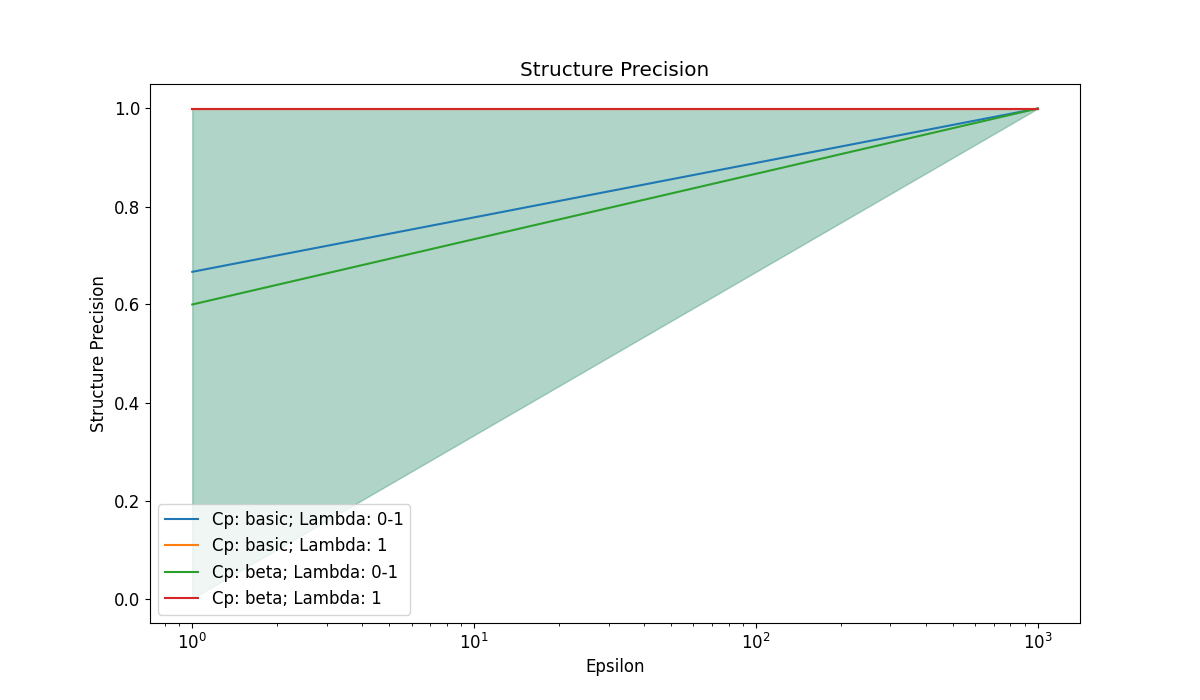 Structure Precision
1.0
0.8
0.6
0.4
0.2
0.0
Structure Precision
Cp: basic; Lambda: 0-1
Cp: basic; Lambda: 1
Cp: beta; Lambda: 0-1
Cp: beta; Lambda: 1
10⁰ 10¹ 10² 10³
Epsilon